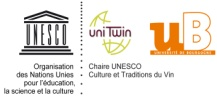 UNESCO
uniTwin
uB
UNIVERSITÉ DE BOURGOGNE
Organisation
des Nations Unies
pour l'éducation,
la science et la culture
Chaire UNESCO
Culture et Traditions du Vin